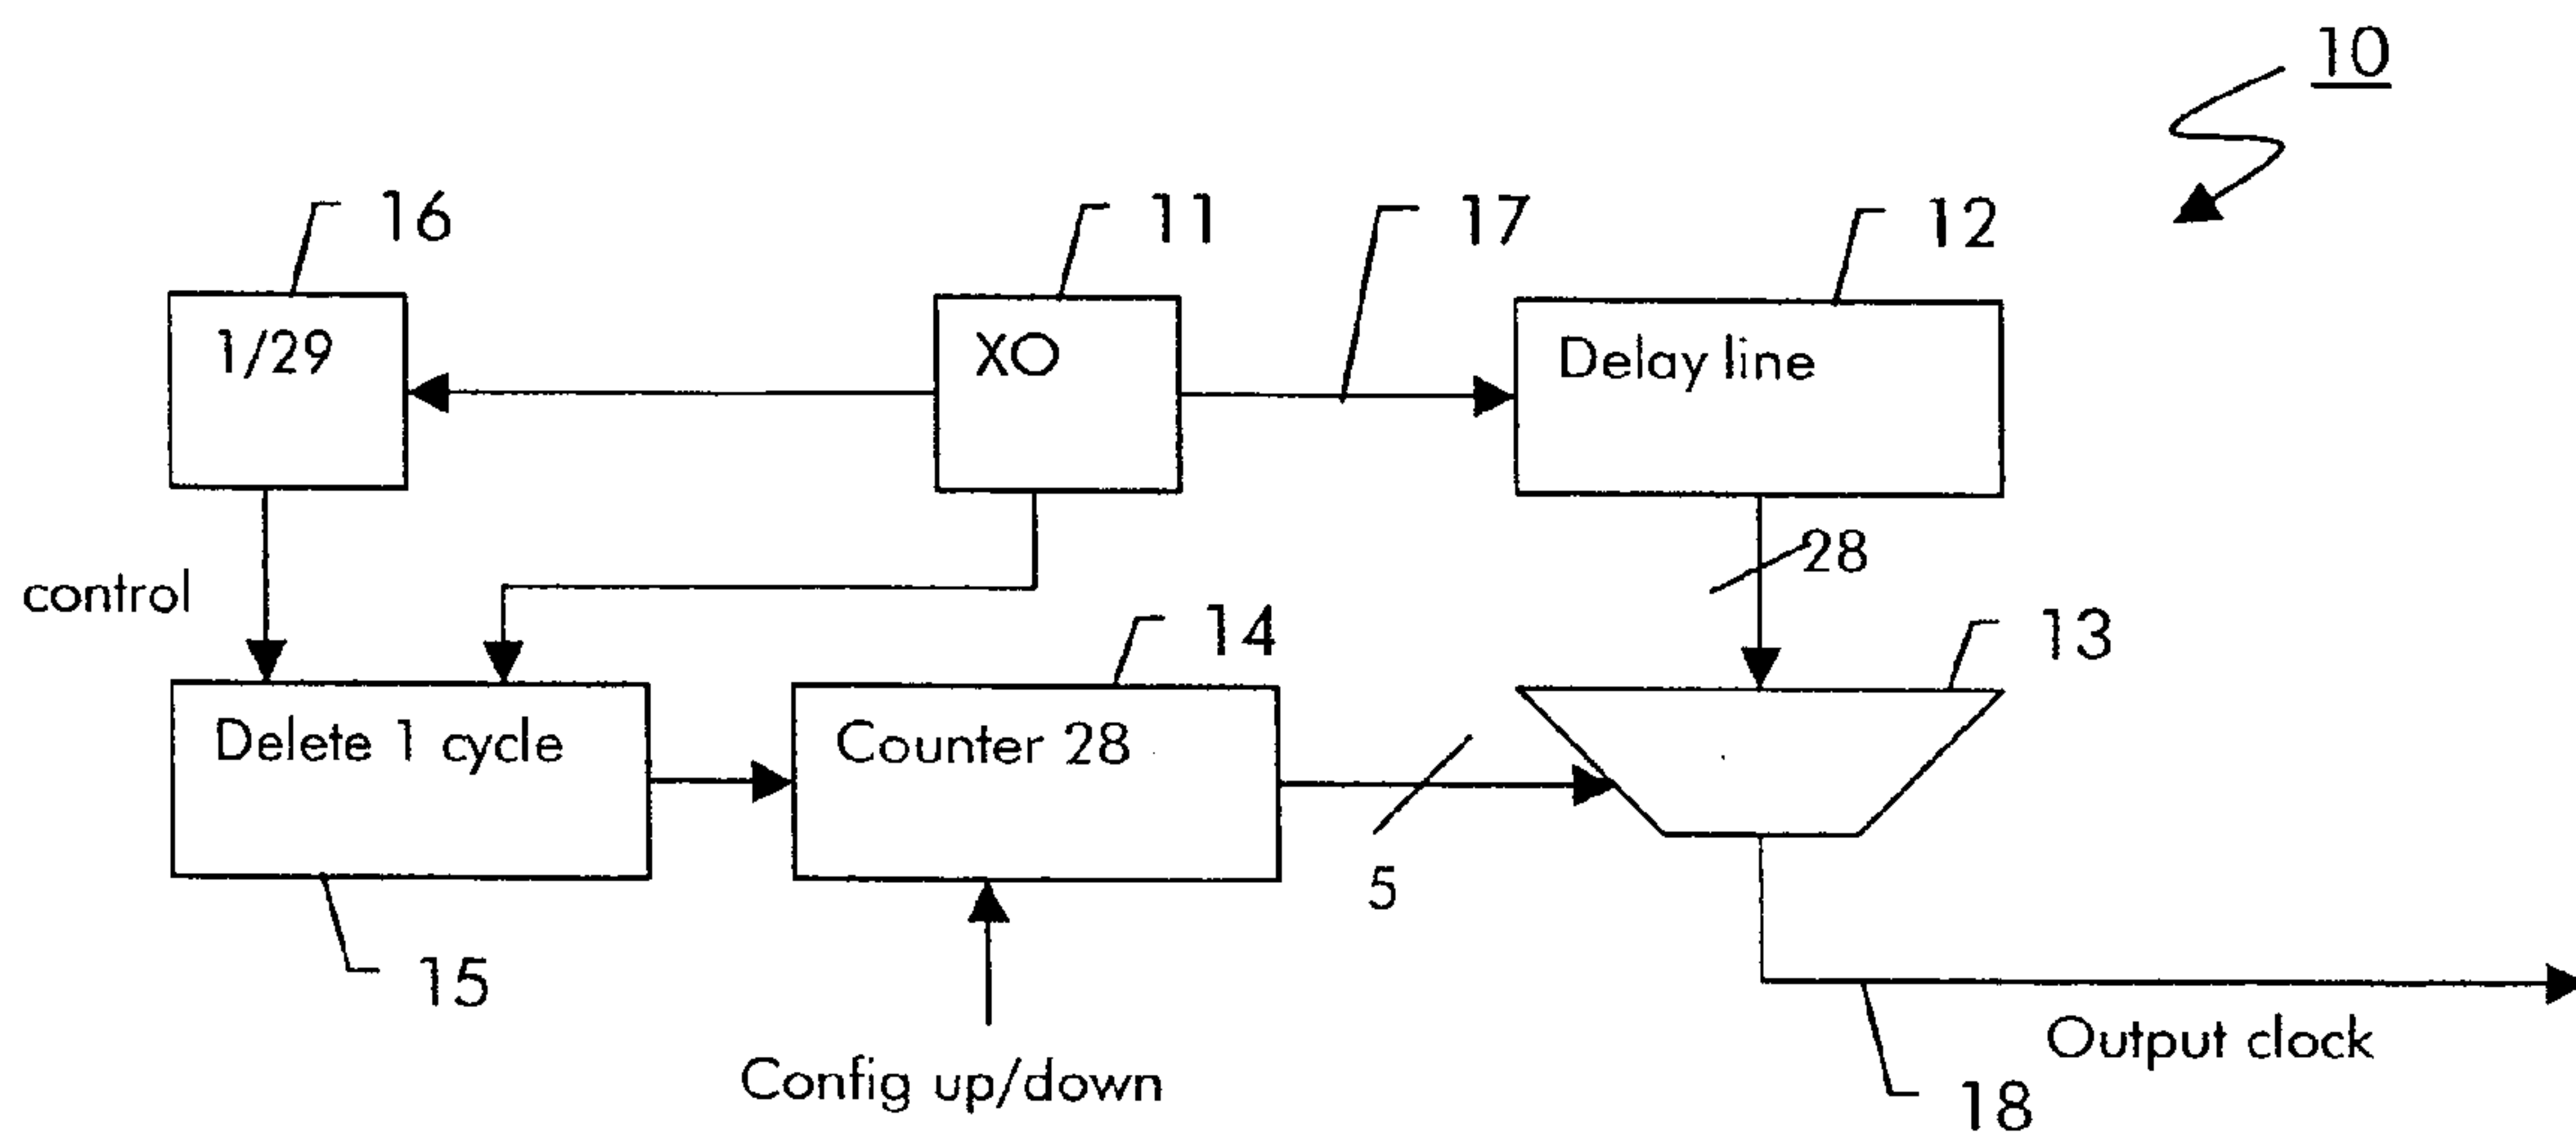 10
16
11
17
12
1/29
XO
Delay line
28
control
14
13
Delete 1 cycle
Counter 28
5
15
Config up/down
Output clock
18